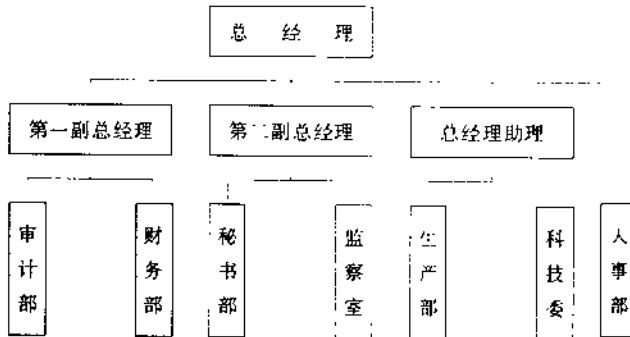 总经理
第一副总经理
第二副总经理
总经理助理
审计部
财务部
秘书部
监察室
生产部
科技委
人事部